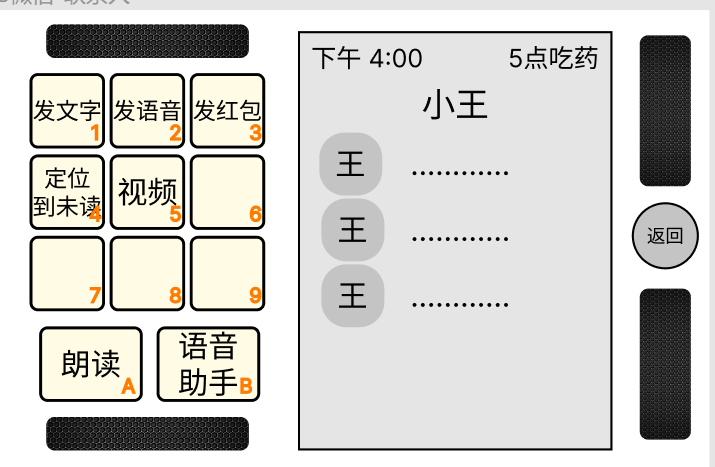 发文字
1
发语音
2
发红包
3
定位
到未读
4
视频
5
6
7
8
9
朗读
A
语音
助手
B
下午 4:00
5点吃药
小王
王
............
王
............
王
............
返回